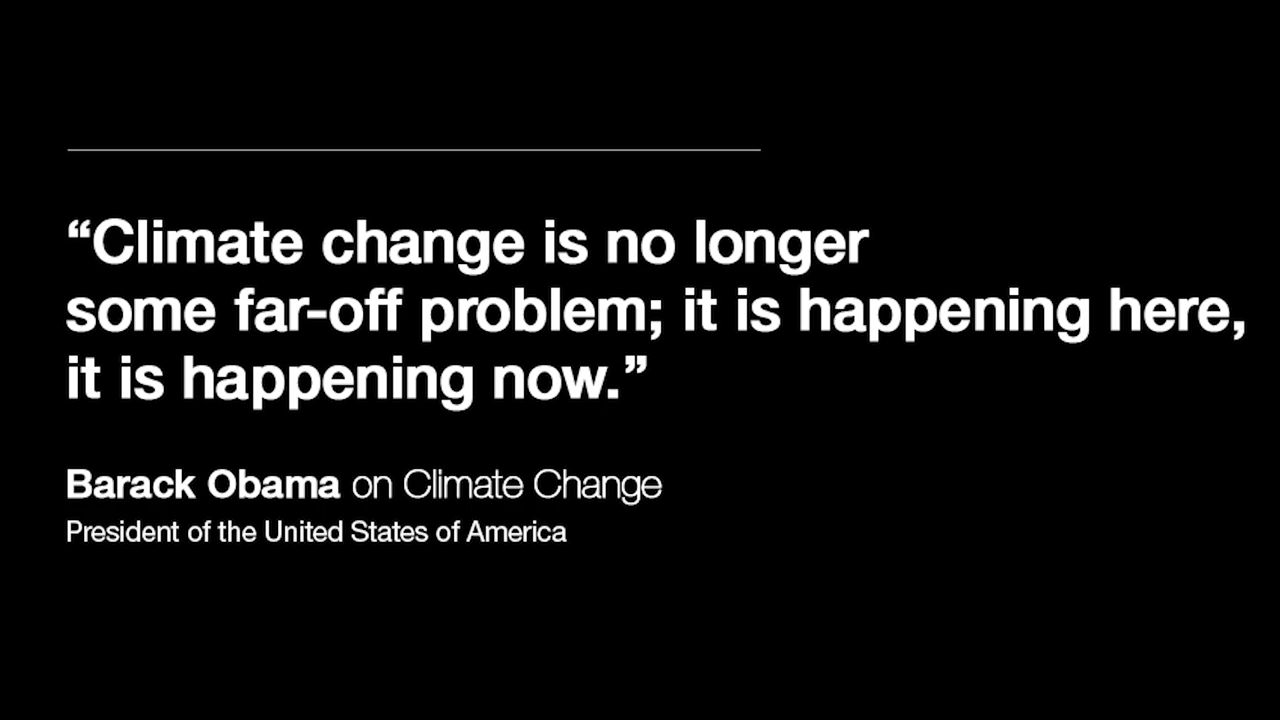 “Climate change is no longer
some far-off problem; it is happening here,
it is happening now.”
Barack Obama on Climate Change
President of the United States of America